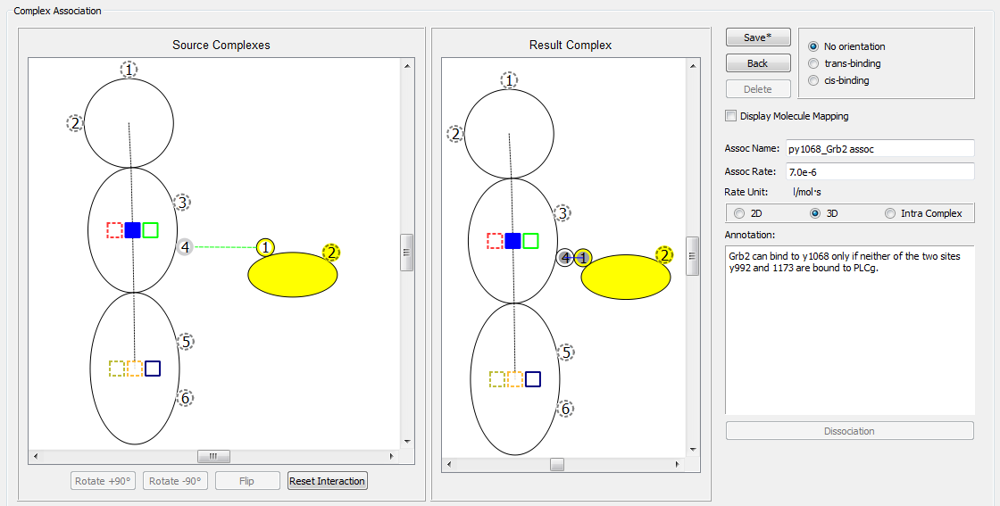 Complex Association
Source Complexes
1
2
3
4
1
2
5
6
Rotate +90°
Rotate -90°
Flip
Reset Interaction
Result Complex
1
2
3
4
1
2
5
6
Save*
Back
Delete
No orientation
trans-binding
cis-binding
Display Molecule Mapping
Assoc Name: py1068_Grb2 assoc
Assoc Rate: 7.0e-6
Rate Unit: l/mol·s
2D 3D Intra Complex
Annotation:
Grb2 can bind to y1068 only if neither of the two sites
y992 and 1173 are bound to PLCg.
Dissociation